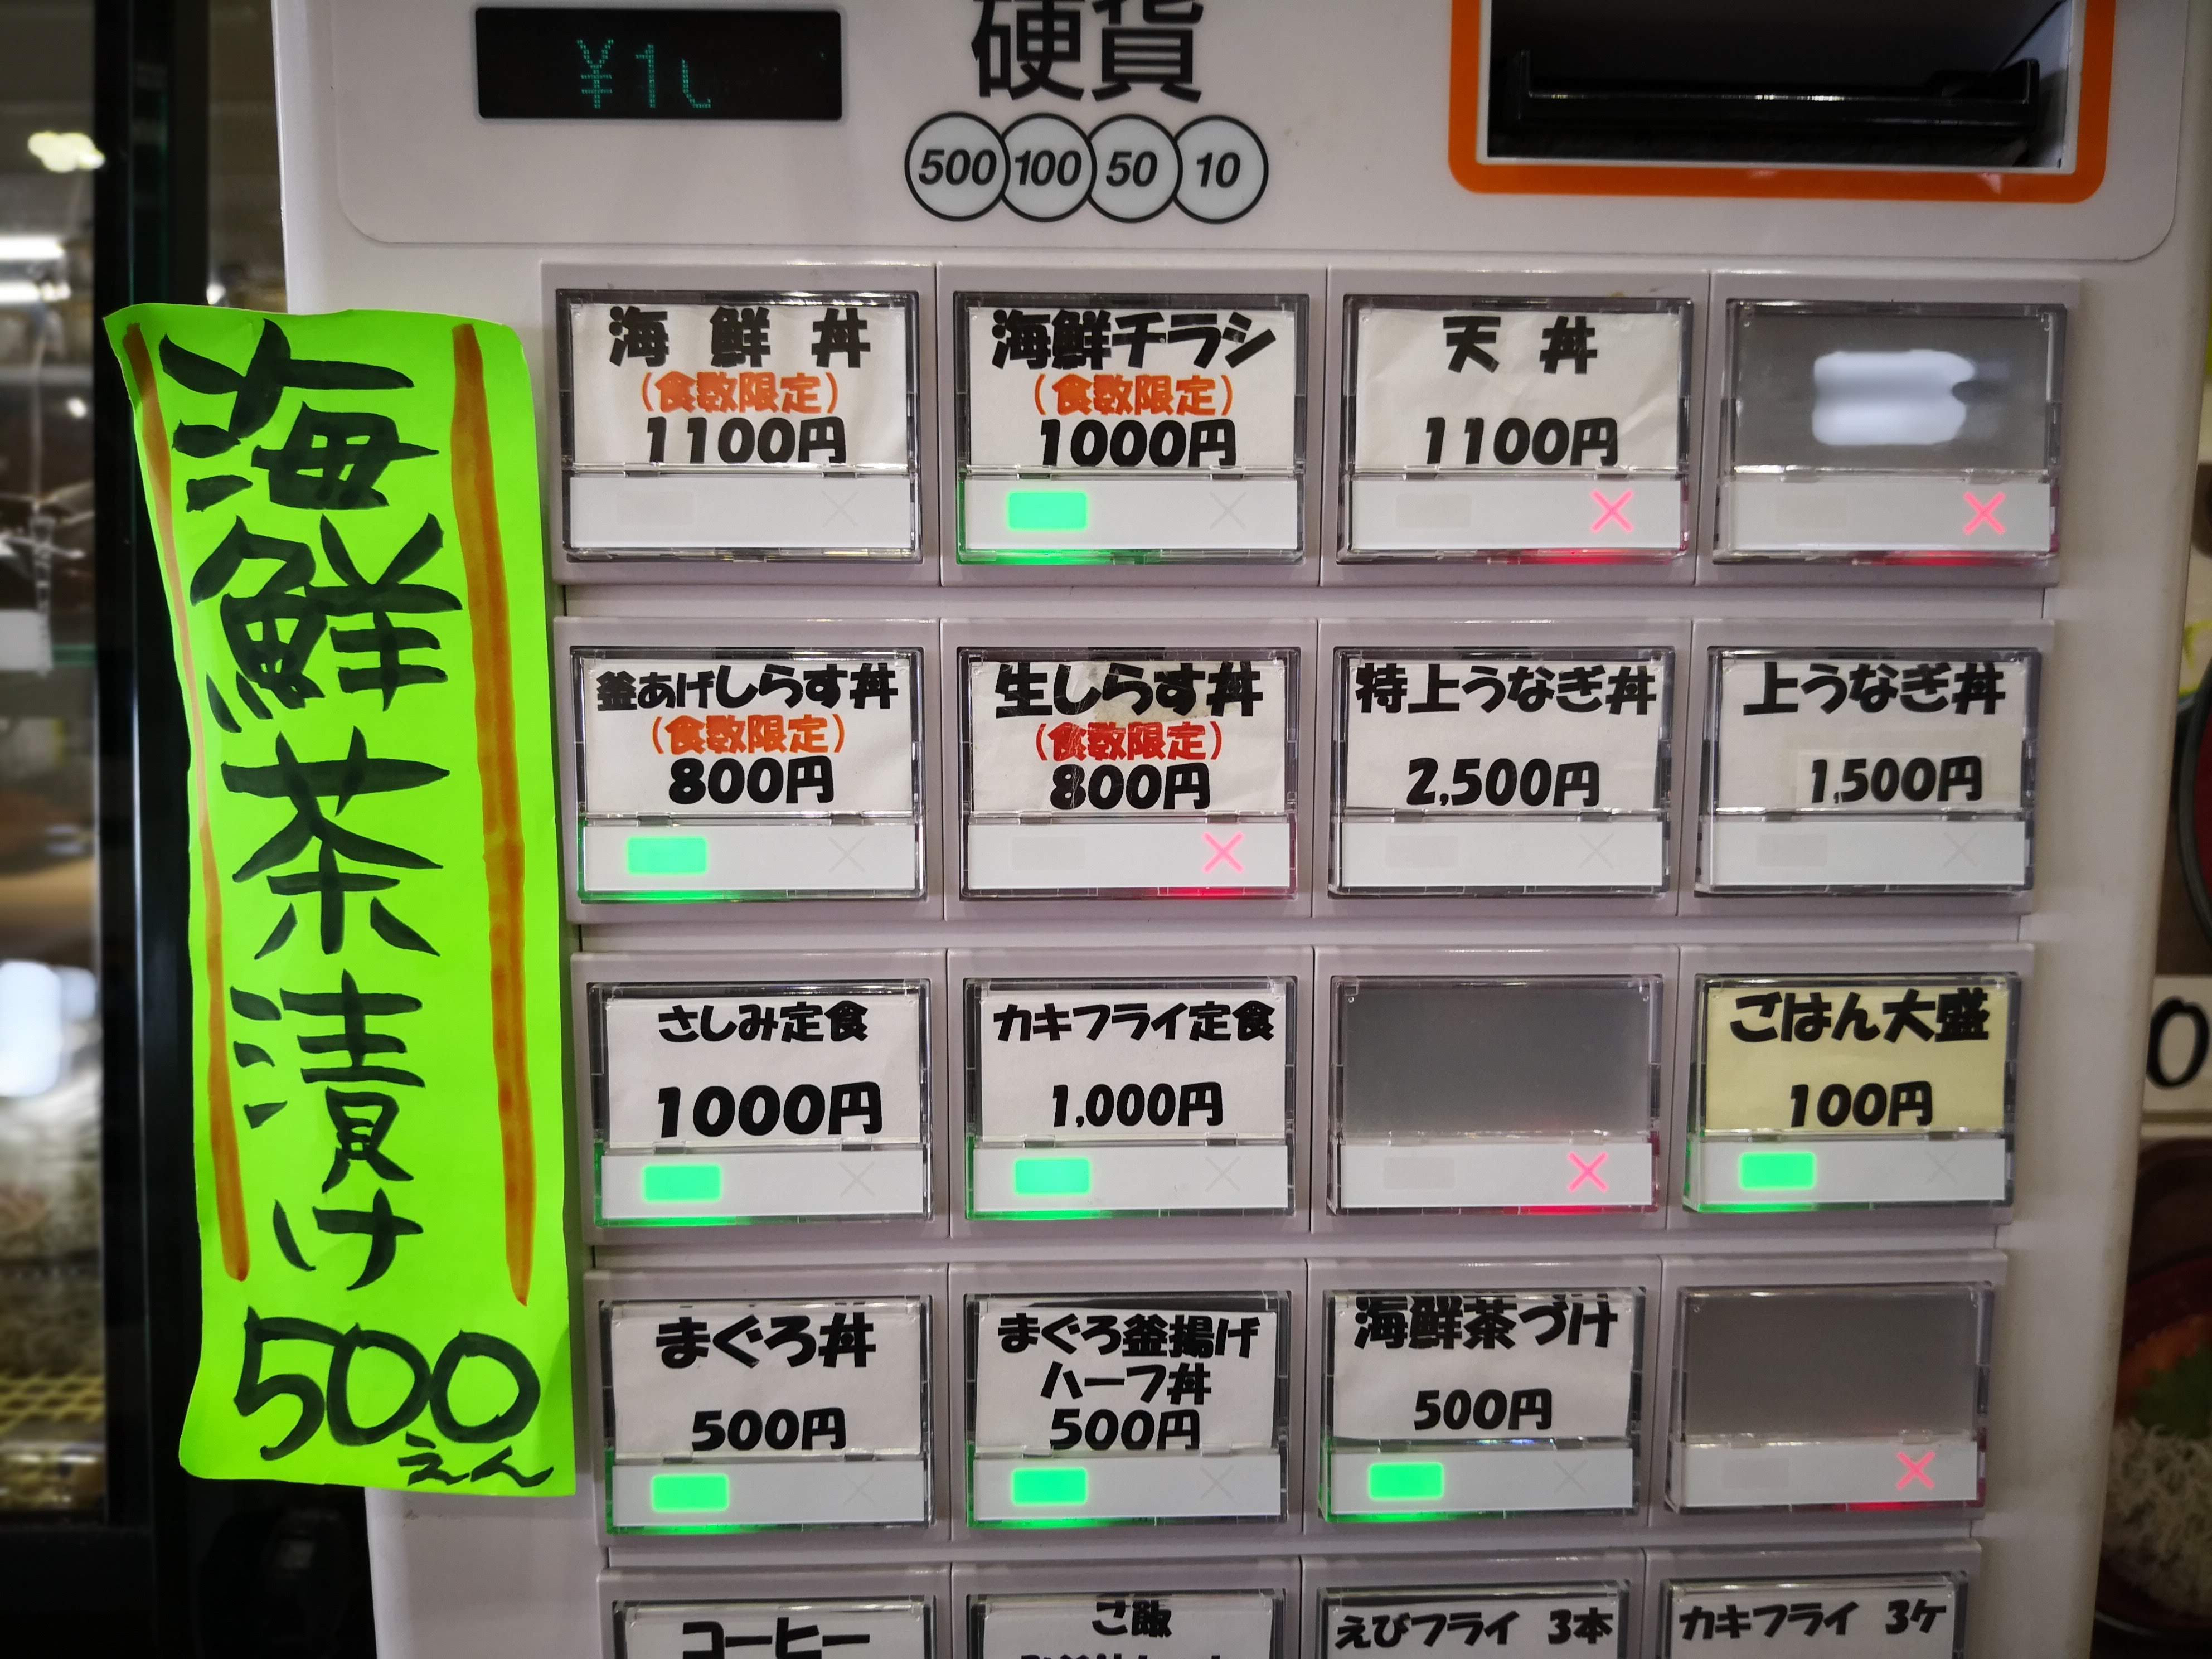 ¥1
硬貨
500 100 50 10
海鮮茶漬け
500
えん
海鮮丼
(食数限定)
1100円
海鮮チラシ
(食数限定)
1000円
天丼
1100円
釜あげしらす丼
(食数限定)
800円
生しらす丼
(食数限定)
800円
特上うなぎ丼
2,500円
上うなぎ丼
1,500円
さしみ定食
1000円
カキフライ定食
1,000円
ごはん大盛
100円
まぐろ丼
500円
まぐろ釜揚げ
ハーフ丼
500円
海鮮茶づけ
500円
コーヒー
ご飯
えびフライ 3本
カキフライ 3ケ